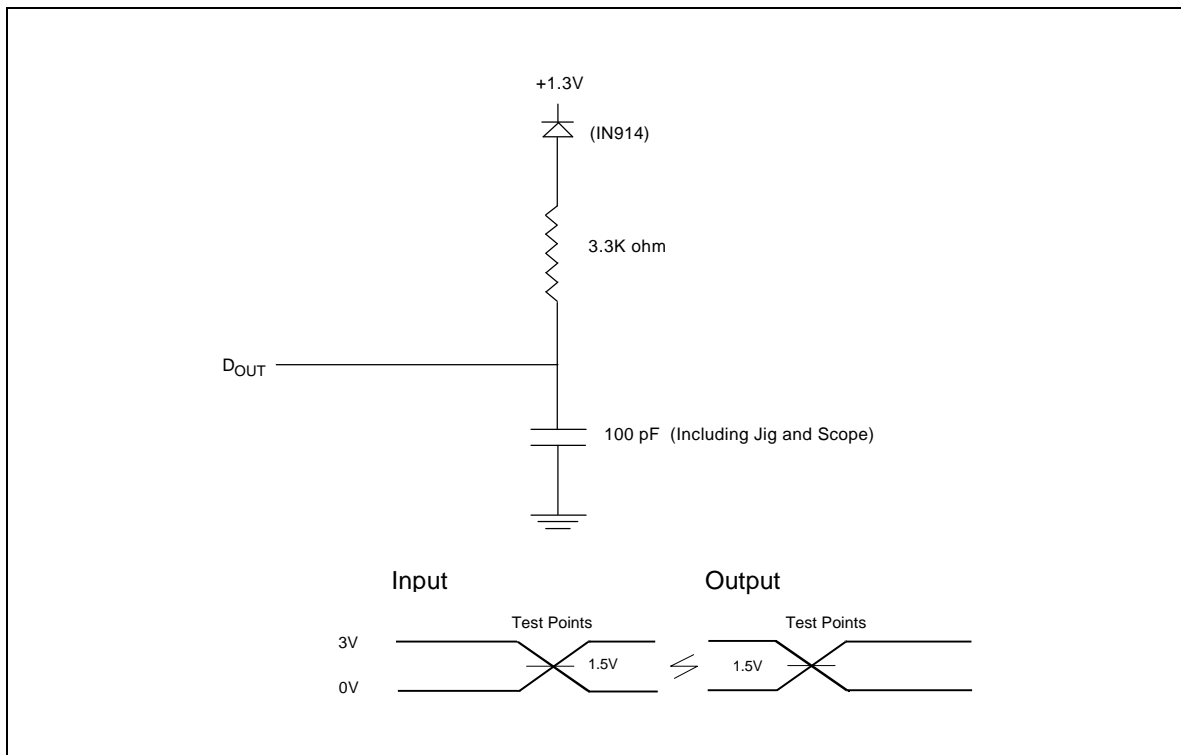 +1.3V
(IN914)
3.3K ohm
DOUT
100 pF (Including Jig and Scope)
Input
Output
Test Points
Test Points
3V
1.5V
1.5V
0V